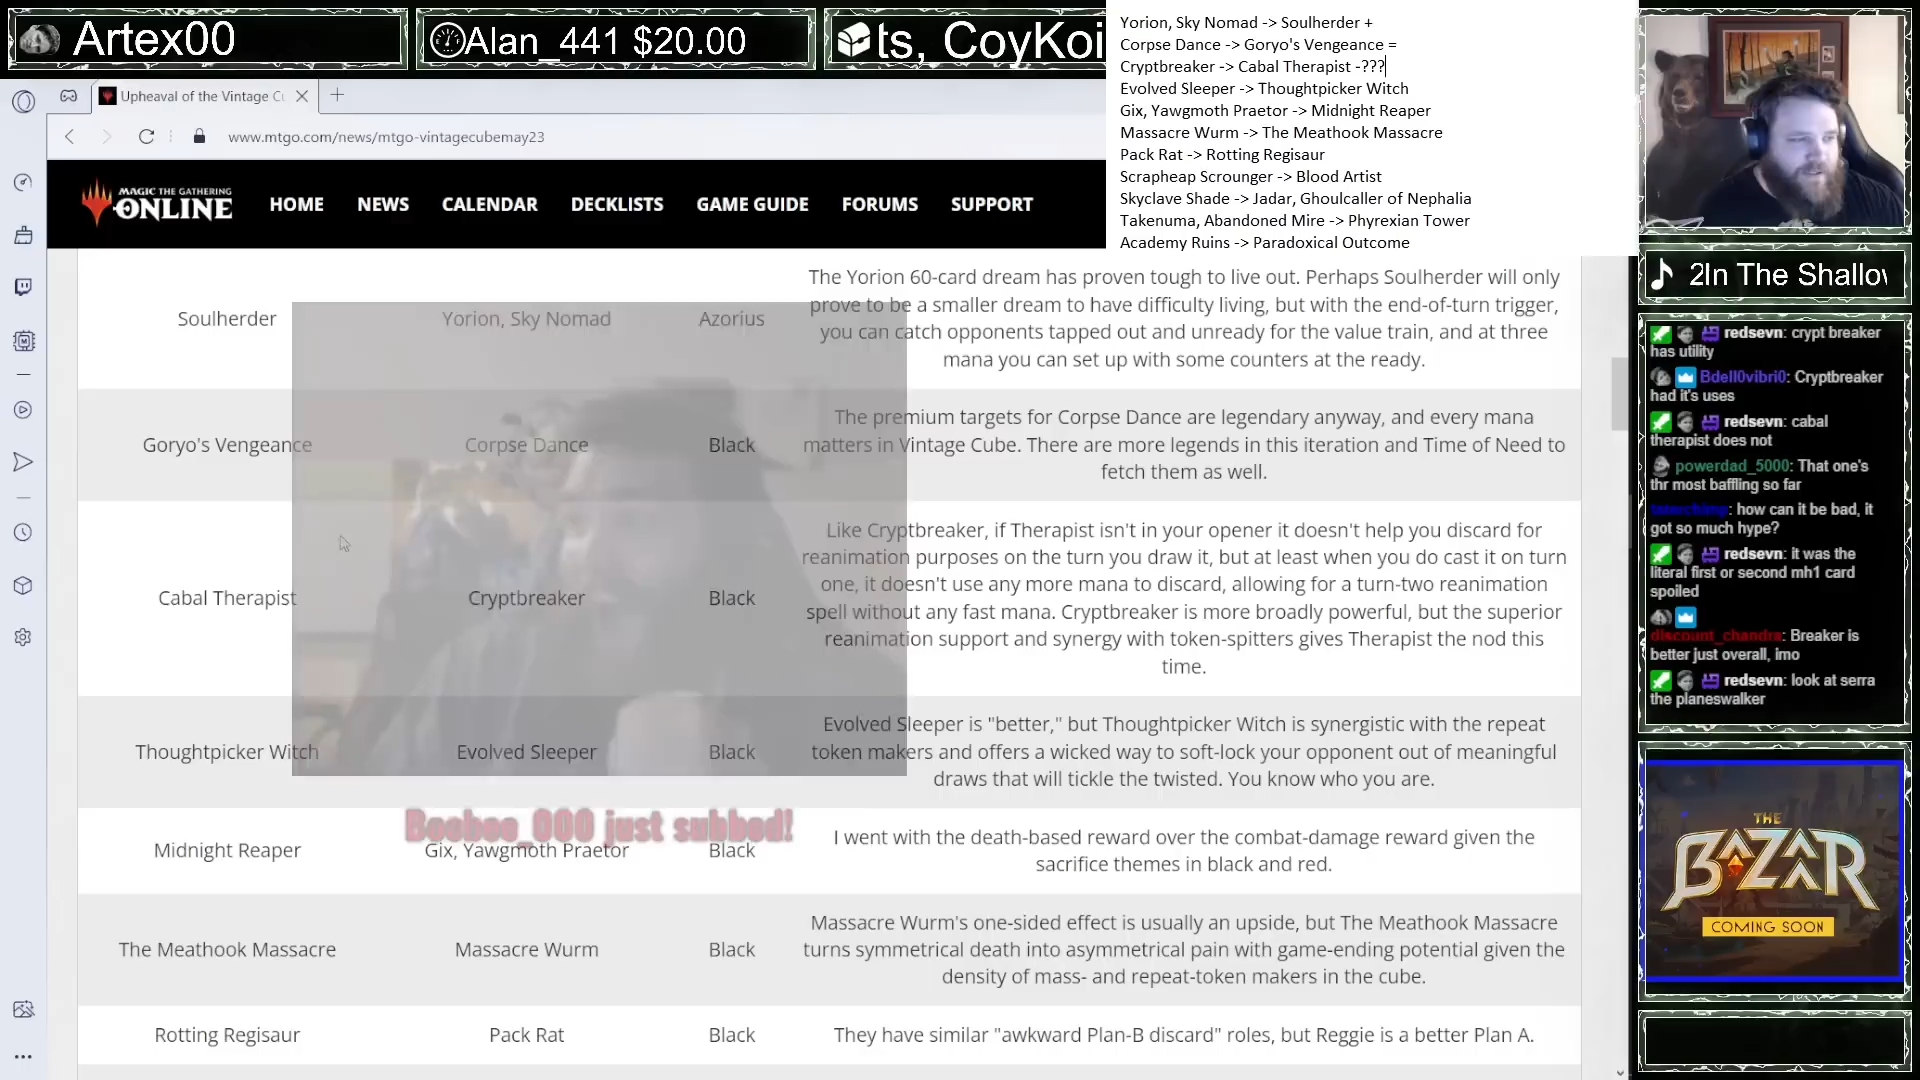 Artex00
Alan_441 $20.00
ts, CoyKoi
Yorion, Sky Nomad -> Soulherder +
Corpse Dance -> Goryo's Vengeance =
Cryptbreaker -> Cabal Therapist -???
Evolved Sleeper -> Thoughtpicker Witch
Gix, Yawgmoth Praetor -> Midnight Reaper
Massacre Wurm -> The Meathook Massacre
Pack Rat -> Rotting Regisaur
Scrapheap Scrounger -> Blood Artist
Skyclave Shade -> Jadar, Ghoulcaller of Nephalia
Takenuma, Abandoned Mire -> Phyrexian Tower
Academy Ruins -> Paradoxical Outcome
Upheaval of the Vintage Cu
www.mtgo.com/news/mtgo-vintagecubemay23
MAGIC THE GATHERING
ONLINE
HOME NEWS CALENDAR DECKLISTS GAME GUIDE FORUMS SUPPORT
Soulherder Yorion, Sky Nomad Azorius
The Yorion 60-card dream has proven tough to live out. Perhaps Soulherder will only
prove to be a smaller dream to have difficulty living, but with the end-of-turn trigger,
you can catch opponents tapped out and unready for the value train, and at three
mana you can set up with some counters at the ready.
Goryo's Vengeance Corpse Dance Black
The premium targets for Corpse Dance are legendary anyway, and every mana
matters in Vintage Cube. There are more legends in this iteration and Time of Need to
fetch them as well.
Cabal Therapist Cryptbreaker Black
Like Cryptbreaker, if Therapist isn't in your opener it doesn't help you discard for
reanimation purposes on the turn you draw it, but at least when you do cast it on turn
one, it doesn't use any more mana to discard, allowing for a turn-two reanimation
spell without any fast mana. Cryptbreaker is more broadly powerful, but the superior
reanimation support and synergy with token-spitters gives Therapist the nod this
time.
Thoughtpicker Witch Evolved Sleeper Black
Evolved Sleeper is "better," but Thoughtpicker Witch is synergistic with the repeat
token makers and offers a wicked way to soft-lock your opponent out of meaningful
draws that will tickle the twisted. You know who you are.
just subbed!
Midnight Reaper Gix, Yawgmoth Praetor Black
I went with the death-based reward over the combat-damage reward given the
sacrifice themes in black and red.
The Meathook Massacre Massacre Wurm Black
Massacre Wurm's one-sided effect is usually an upside, but The Meathook Massacre
turns symmetrical death into asymmetrical pain with game-ending potential given the
density of mass- and repeat-token makers in the cube.
Rotting Regisaur Pack Rat Black
They have similar "awkward Plan-B discard" roles, but Reggie is a better Plan A.
2In The Shallov
redsevn: crypt breaker
has utility
Bdell0vibri0: Cryptbreaker
had it's uses
redsevn: cabal
therapist does not
powerdad_5000: That one's
thr most baffling so far
how can it be bad, it
got so much hype?
redsevn: it was the
literal first or second mh1 card
spoiled
discount_chandra: Breaker is
better just overall, imo
redsevn: look at serra
the planeswalker
THE
BAZAAR
COMING SOON